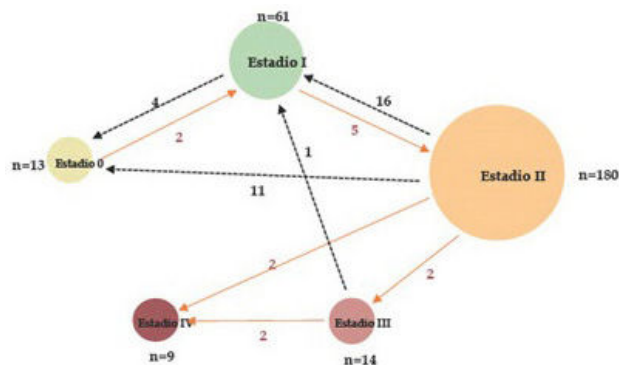 n=61
Estadio I
4
16
2
5
1
n=13
Estadio 0
Estadio II
n=180
11
2
2
Estadio IV
2
Estadio III
n=9
n=14